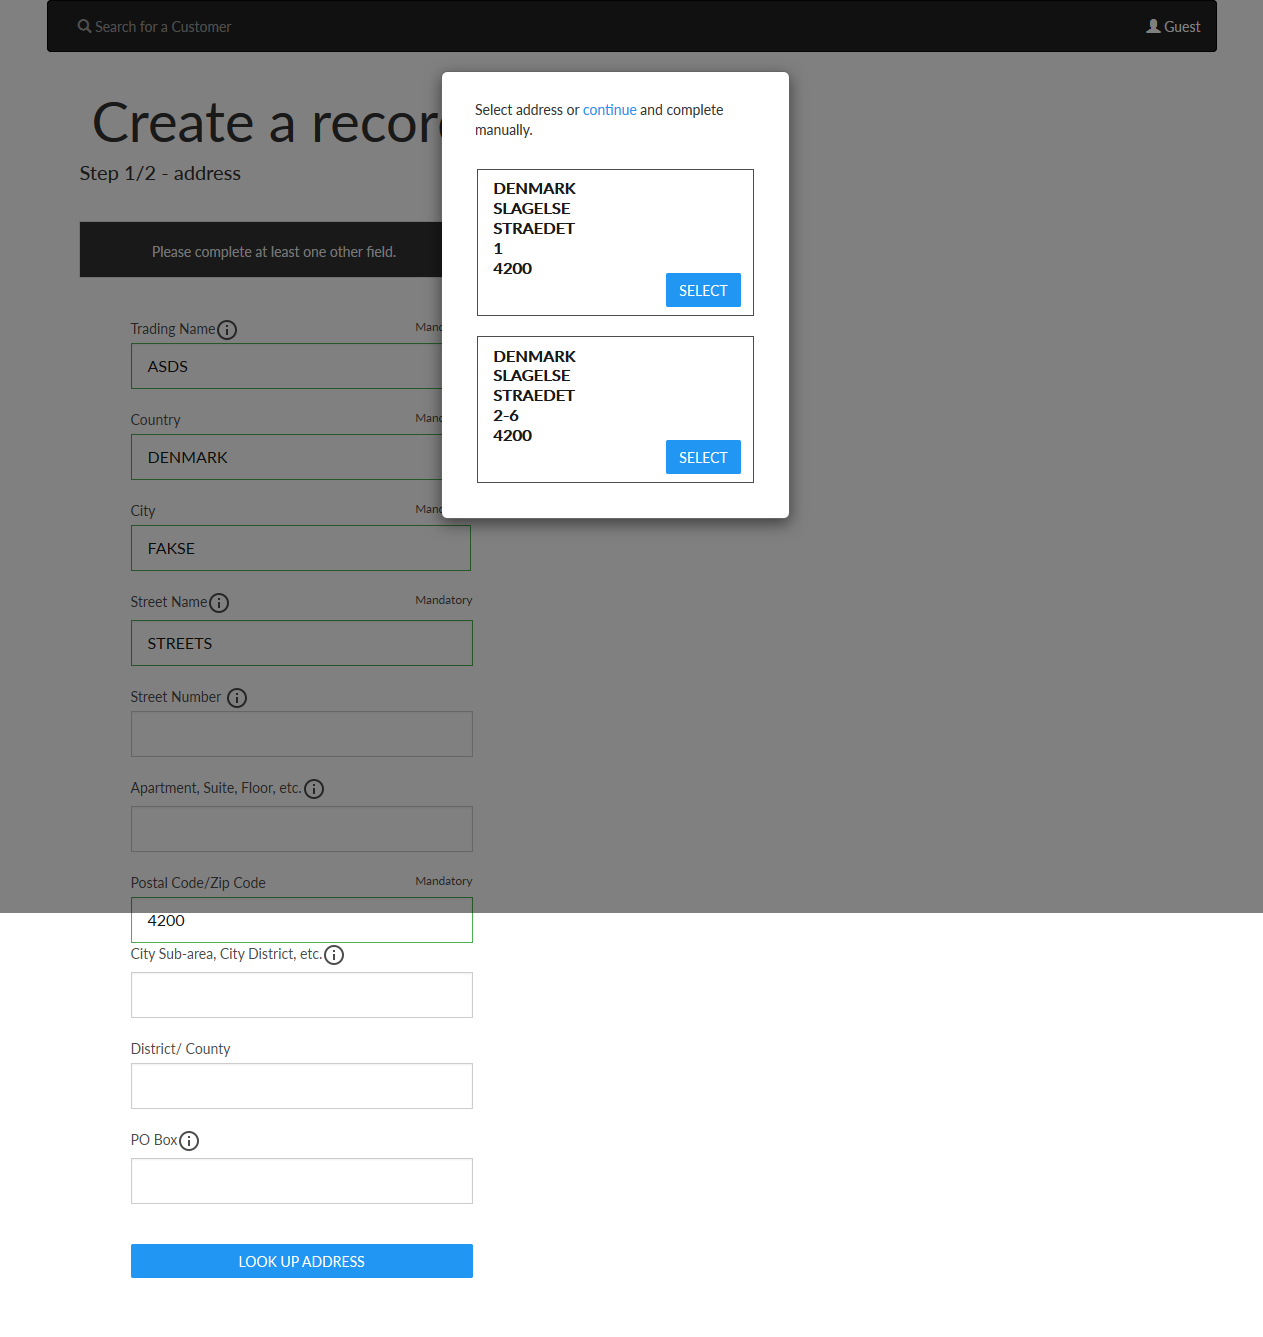 Search for a Customer
Guest
Create a recor
Step 1/2 - address
Please complete at least one other field.
Select address or continue and complete
manually.
DENMARK
SLAGELSE
STRAEDET
1
4200
SELECT
DENMARK
SLAGELSE
STRAEDET
2-6
4200
SELECT
Trading Name
ASDS
Country
DENMARK
City
FAKSE
Street Name
Mandatory
STREETS
Street Number
Apartment, Suite, Floor, etc.
Postal Code/Zip Code
Mandatory
4200
City Sub-area, City District, etc.
District/ County
PO Box
LOOK UP ADDRESS